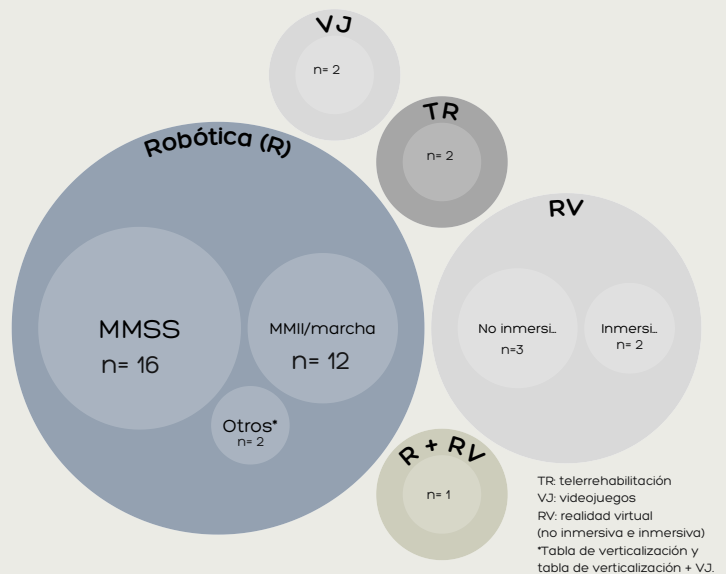 VJ
n= 2
TR
n= 2
Robótica (R)
MMSS
n= 16
MMII/marcha
n= 12
Otros*
n= 2
RV
No inmersi...
n=3
Inmersi...
n= 2
R + RV
n= 1
TR: telerrehabilitación
VJ: videojuegos
RV: realidad virtual
(no inmersiva e inmersiva)
*Tabla de verticalización y
tabla de verticalización + VJ.